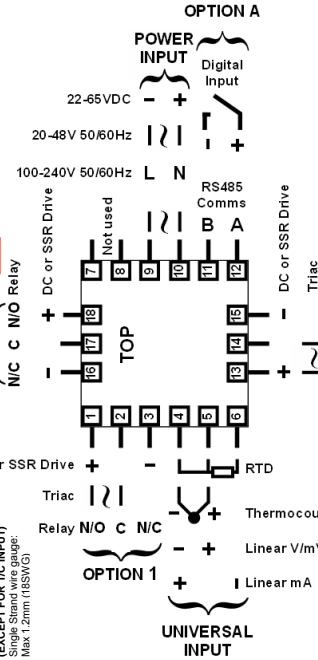 OPTION A
POWER
INPUT
Digital
Input
22-65VDC − +
− +
20-48V 50/60Hz
100-240V 50/60Hz L N
RS485
Comms
B A
Not used
7 8 9 10 11 12
Relay
N/O C N/C
DC or SSR Drive
+ −
18
17
16
TOP
15
14
13
DC or SSR Drive
− +
Triac
1 2 3 4 5 6
SSR Drive + −
RTD
Triac
− +
Relay N/O C N/C
Linear − +
OPTION 1
+ − Linear mA
UNIVERSAL
INPUT
(EXCEPT FOR T/C INPUT)
Single Strand wire gauge:
Max 1.2mm (18SWG)